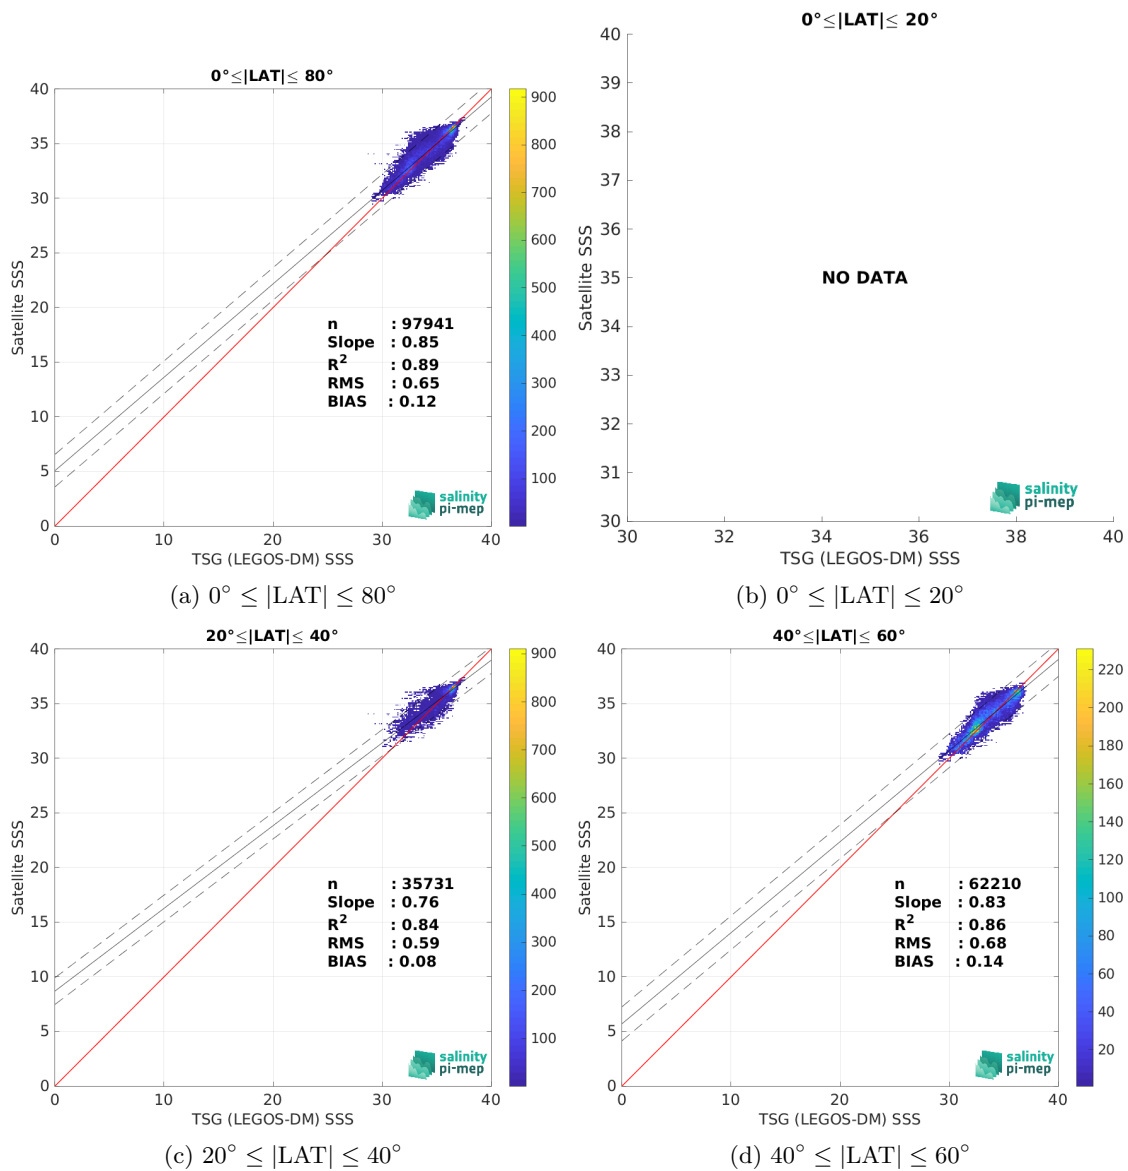 0°≤|LAT|≤ 80°
40
35
30
25
20
15
10
5
0
0
10
20
30
40
Satellite SSS
TSG (LEGOS-DM) SSS
n : 97941
Slope : 0.85
R² : 0.89
RMS : 0.65
BIAS : 0.12
salinity
pi-mep
900
800
700
600
500
400
300
200
100
(a) 0° ≤ |LAT| ≤ 80°
0°≤|LAT|≤ 20°
40
39
38
37
36
35
34
33
32
31
30
30
32
34
36
38
40
Satellite SSS
TSG (LEGOS-DM) SSS
NO DATA
salinity
pi-mep
(b) 0° ≤ |LAT| ≤ 20°
20°≤|LAT|≤ 40°
40
35
30
25
20
15
10
5
0
0
10
20
30
40
Satellite SSS
TSG (LEGOS-DM) SSS
n : 35731
Slope : 0.76
R² : 0.84
RMS : 0.59
BIAS : 0.08
salinity
pi-mep
900
800
700
600
500
400
300
200
100
(c) 20° ≤ |LAT| ≤ 40°
40°≤|LAT|≤ 60°
40
35
30
25
20
15
10
5
0
0
10
20
30
40
Satellite SSS
TSG (LEGOS-DM) SSS
n : 62210
Slope : 0.83
R² : 0.86
RMS : 0.68
BIAS : 0.14
salinity
pi-mep
220
200
180
160
140
120
100
80
60
40
20
(d) 40° ≤ |LAT| ≤ 60°